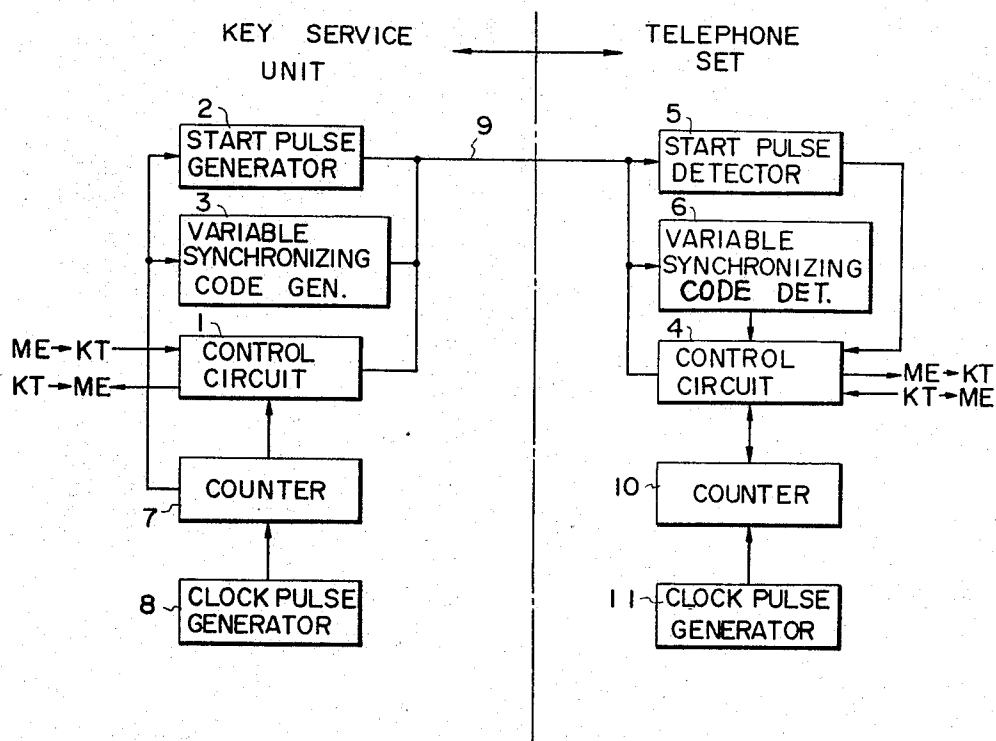 KEY SERVICE
UNIT
TELEPHONE
SET
2
START PULSE
GENERATOR
9
5
START PULSE
DETECTOR
3
VARIABLE
SYNCHRONIZING
CODE GEN.
6
VARIABLE
SYNCHRONIZING
CODE DET.
ME→KT
KT→ME
1
CONTROL
CIRCUIT
4
CONTROL
CIRCUIT
ME→KT
KT→ME
7
COUNTER
10
COUNTER
8
CLOCK PULSE
GENERATOR
11
CLOCK PULSE
GENERATOR